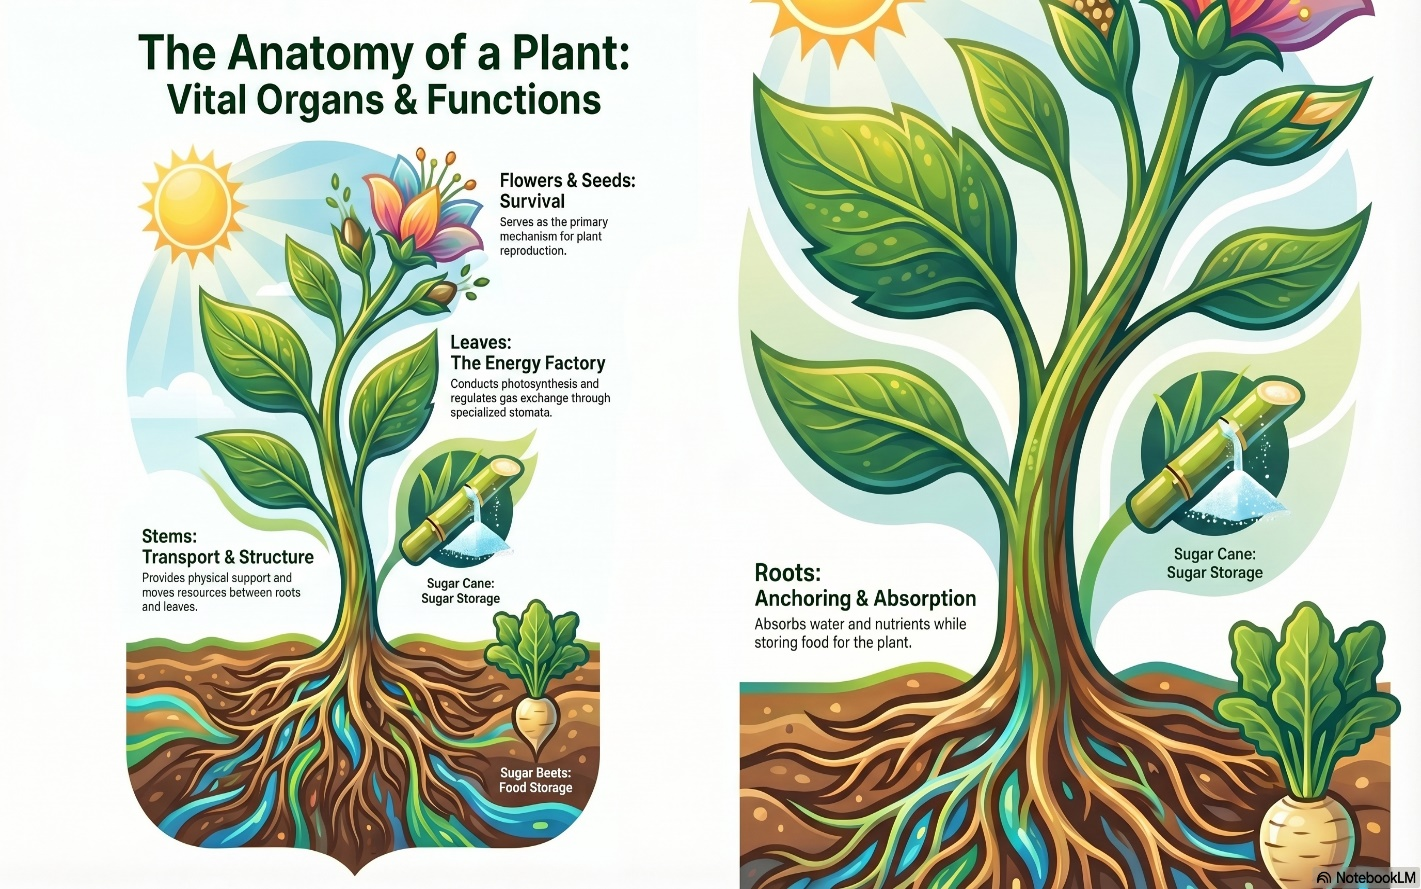 The Anatomy of a Plant:
Vital Organs & Functions
Flowers & Seeds:
Survival
Serves as the primary
mechanism for plant
reproduction.
Leaves:
The Energy Factory
Conducts photosynthesis and
regulates gas exchange through
specialized stomata.
Stems:
Transport & Structure
Provides physical support and
moves resources between roots
and leaves.
Sugar Cane:
Sugar Storage
Sugar Beets:
Food Storage
Sugar Cane:
Sugar Storage
Roots:
Anchoring & Absorption
Absorbs water and nutrients while
storing food for the plant.
NotebookLM